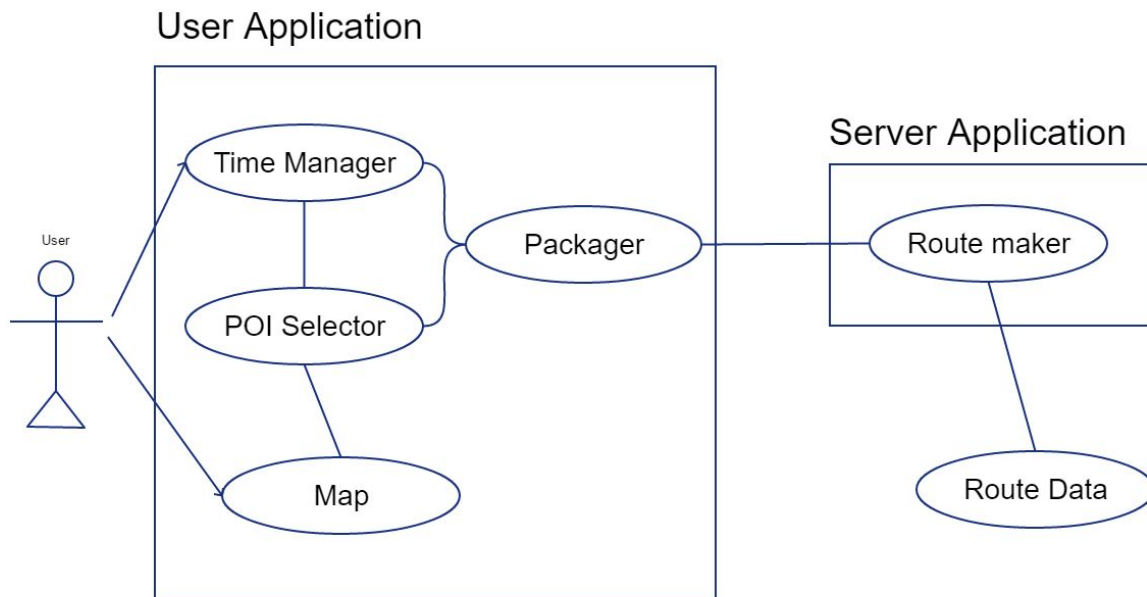 User Application
Server Application
Time Manager
User
Packager
Route maker
POI Selector
Map
Route Data